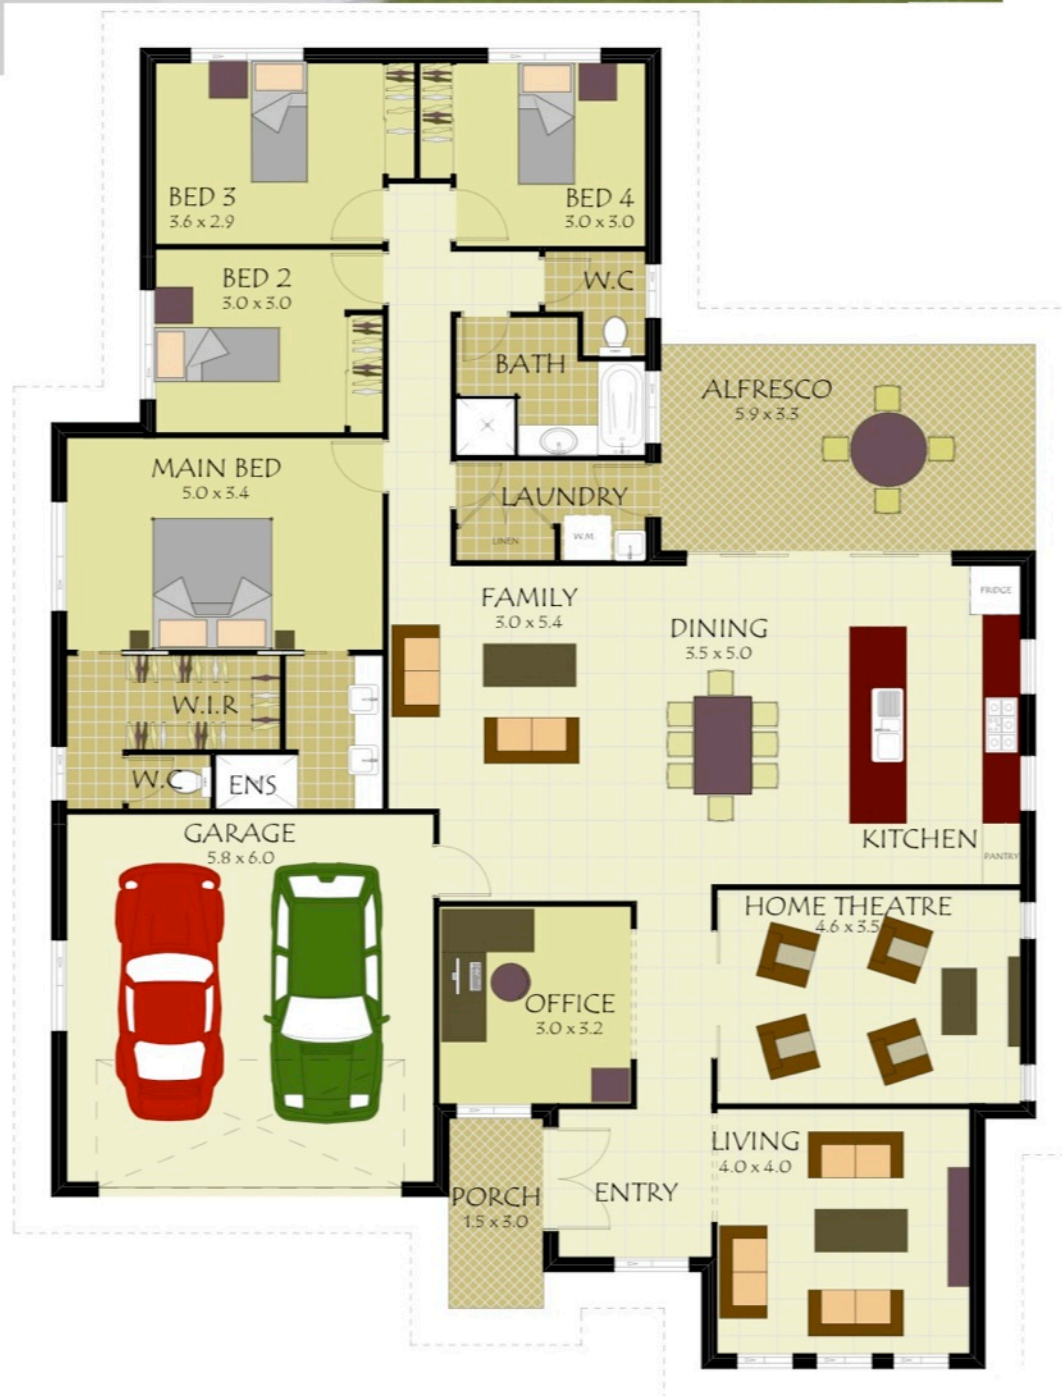 BED 3
3.6 x 2.9
BED 4
3.0 x 3.0
BED 2
3.0 x 3.0
W.C
BATH
ALFRESCO
5.9 x 3.3
MAIN BED
5.0 x 3.4
LAUNDRY
LINEN
W.M.
FAMILY
3.0 x 5.4
FRIDGE
DINING
3.5 x 5.0
W.I.R
W.C
ENS
GARAGE
5.8 x 6.0
KITCHEN
PANTRY
HOME THEATRE
4.6 x 3.5
OFFICE
3.0 x 3.2
LIVING
4.0 x 4.0
PORCH
1.5 x 3.0
ENTRY